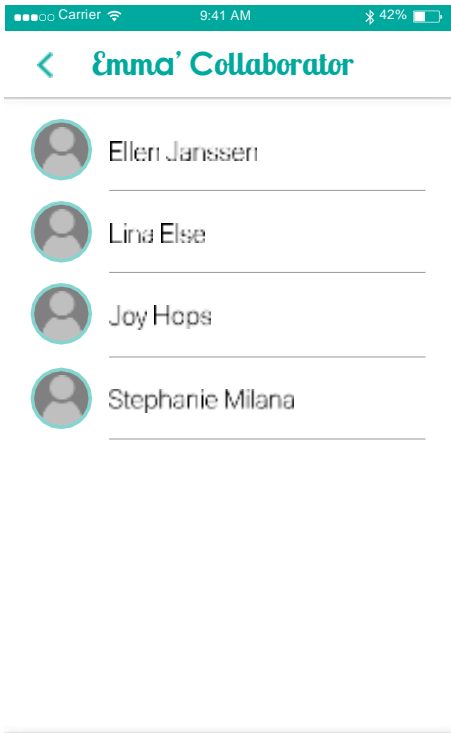 Carrier 9:41 AM 42%
Emma’ Collaborator
Ellen Janssen
Lina Else
Joy Hops
Stephanie Milana